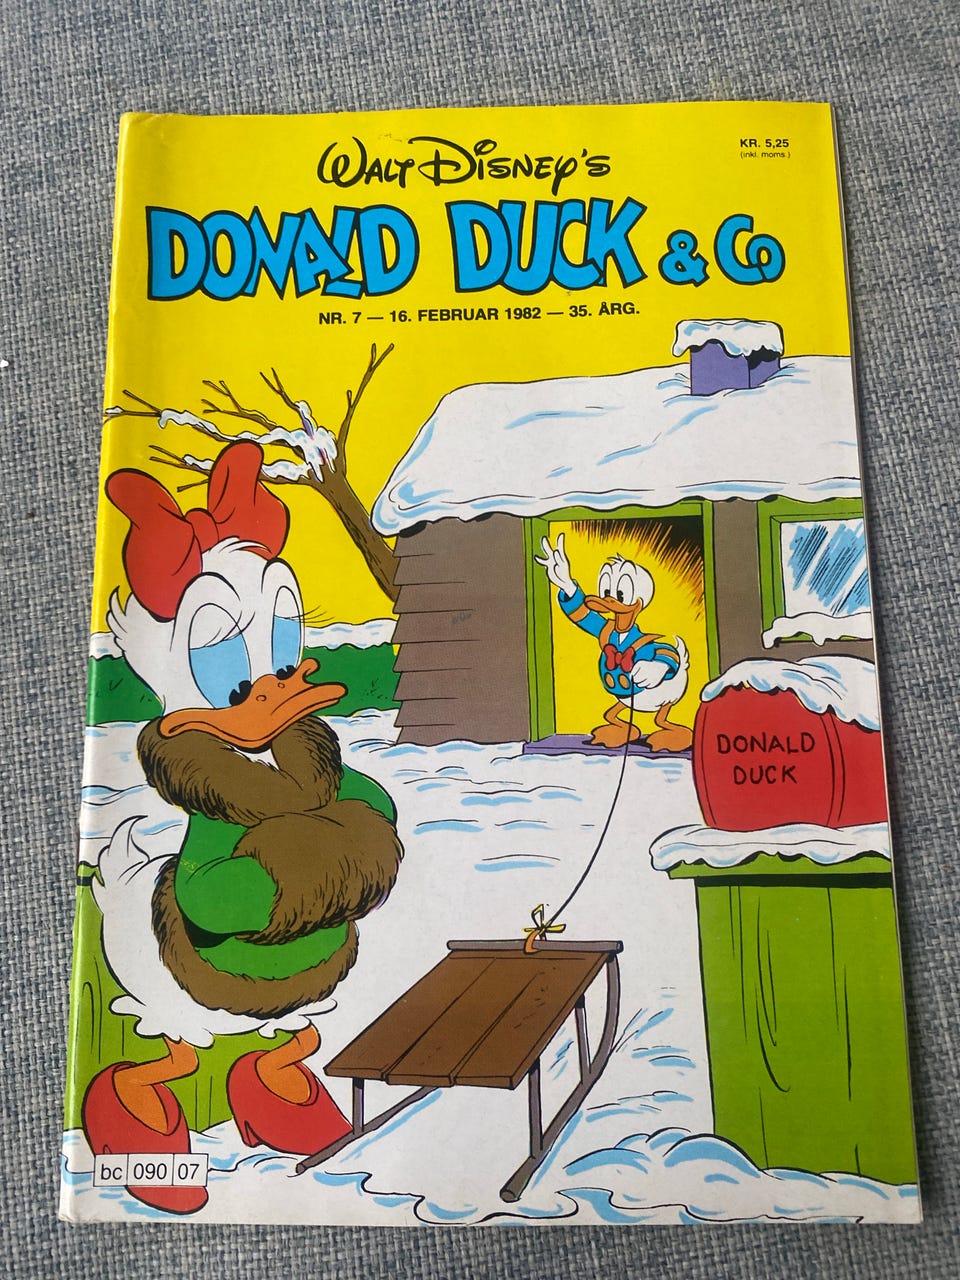 WALT DISNEY'S
KR. 5,25
(inkl. moms.)
DONALD DUCK & Co
NR. 7 — 16. FEBRUAR 1982 — 35. ÅRG.
DONALD
DUCK
bc 090 07